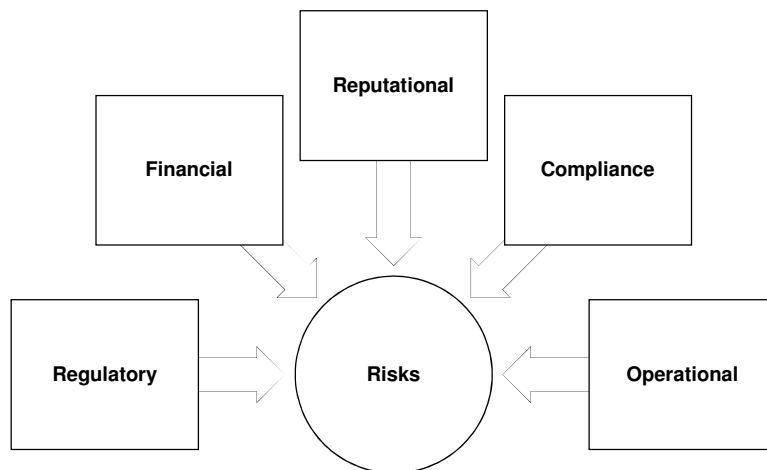 Reputational
Financial
Compliance
Regulatory
Risks
Operational